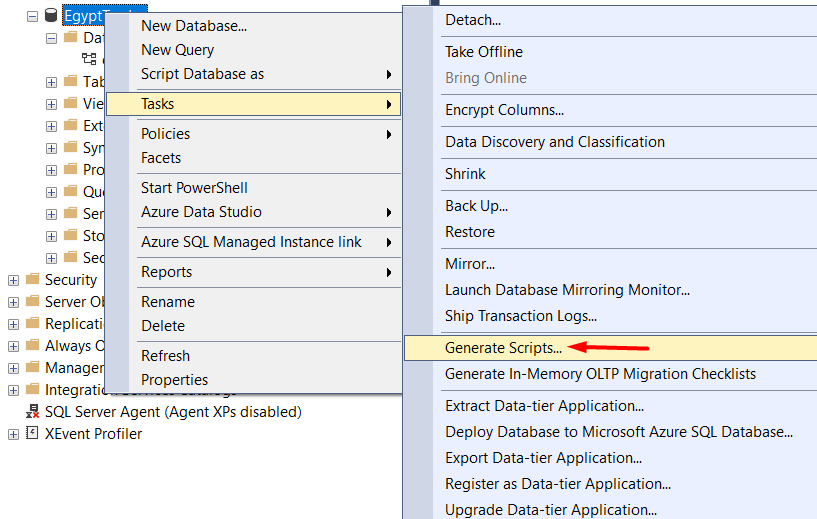 EgyptT
Dat
Tab
Vie
Exte
Syn
Pro
Que
Ser
Sto
Sec
Security
Server Ob
Replicati
Always O
Manager
Integration Services Catalogs
SQL Server Agent (Agent XPs disabled)
XEvent Profiler
New Database...
New Query
Script Database as
Tasks
Policies
Facets
Start PowerShell
Azure Data Studio
Azure SQL Managed Instance link
Reports
Rename
Delete
Refresh
Properties
Detach...
Take Offline
Bring Online
Encrypt Columns...
Data Discovery and Classification
Shrink
Back Up...
Restore
Mirror...
Launch Database Mirroring Monitor...
Ship Transaction Logs...
Generate Scripts...
Generate In-Memory OLTP Migration Checklists
Extract Data-tier Application...
Deploy Database to Microsoft Azure SQL Database...
Export Data-tier Application...
Register as Data-tier Application...
Upgrade Data-tier Application...